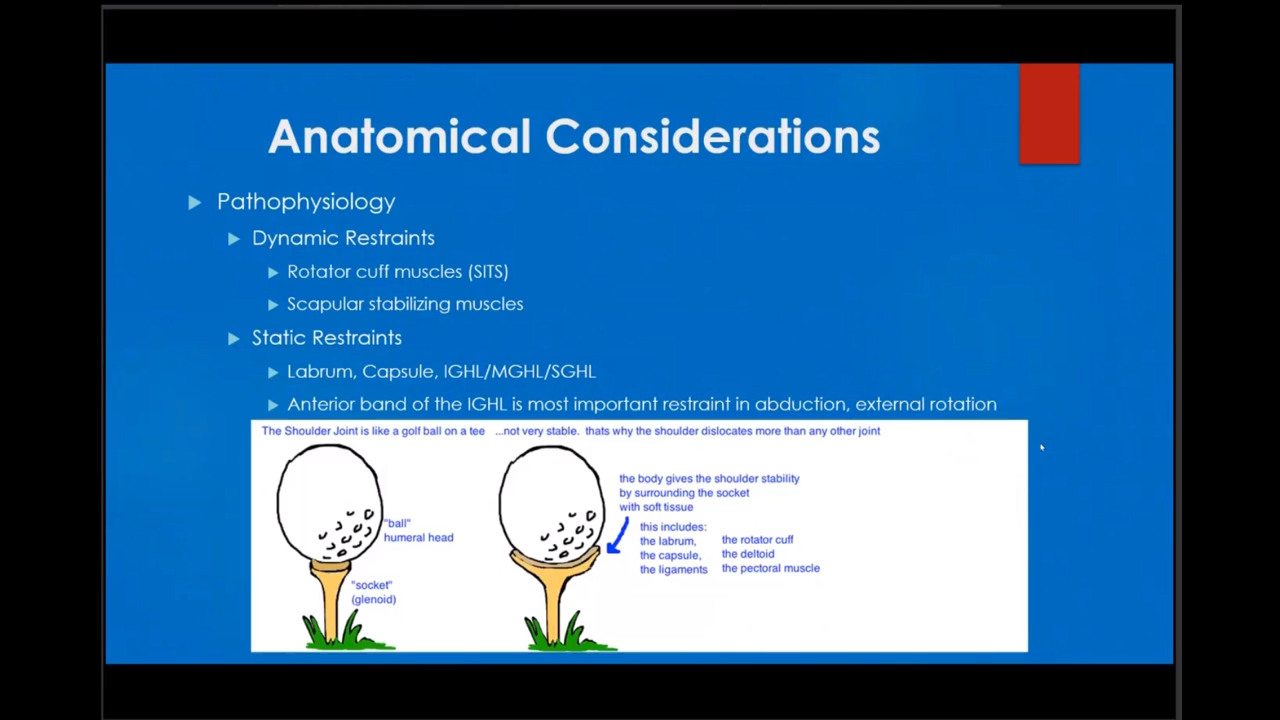 Anatomical Considerations
Pathophysiology
Dynamic Restraints
Rotator cuff muscles (SITS)
Scapular stabilizing muscles
Static Restraints
Labrum, Capsule, IGHL/MGHL/SGHL
Anterior band of the IGHL is most important restraint in abduction, external rotation
The Shoulder Joint is like a golf ball on a tee ...not very stable. thats why the shoulder dislocates more than any other joint
"ball"
humeral head
"socket"
(glenoid)
the body gives the shoulder stability
by surrounding the socket
with soft tissue
this includes:
the labrum,
the capsule,
the ligaments
the rotator cuff
the deltoid
the pectoral muscle